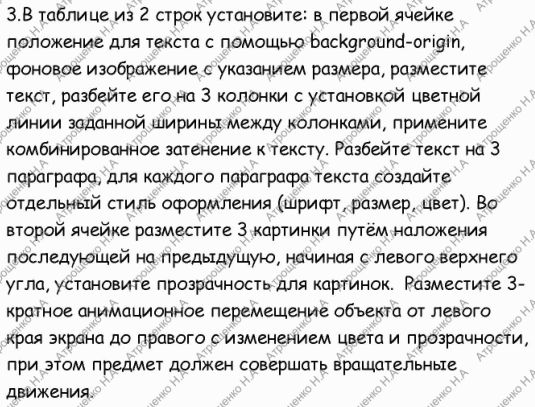 3.В таблице из 2 строк установите: в первой ячейке
положение для текста с помощью background-origin,
фоновое изображение с указанием размера, разместите
текст, разбейте его на 3 колонки с установкой цветной
линии заданной ширины между колонками, примените
комбинированное затенение к тексту. Разбейте текст на 3
параграфа, для каждого параграфа текста создайте
отдельный стиль оформления (шрифт, размер, цвет). Во
второй ячейке разместите 3 картинки путём наложения
последующей на предыдущую, начиная с левого верхнего
угла, установите прозрачность для картинок. Разместите 3-
кратное анимационное перемещение объекта от левого
края экрана до правого с изменением цвета и прозрачности,
при этом предмет должен совершать вращательные
движения.
Атрощенко Н.А